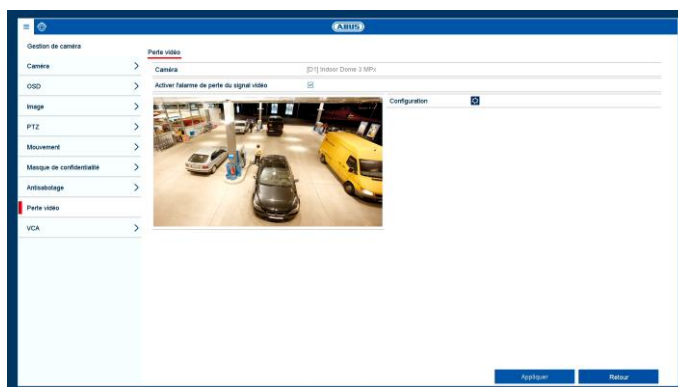 ABUS
Gestion de caméra
Perte vidéo
Caméra
[D1] Indoor Dome 3 MPx
Caméra
OSD
Activer l'alarme de perte du signal vidéo
Configuration
Image
PTZ
Mouvement
Masque de confidentialité
Antisabotage
Perte vidéo
VCA
Appliquer
Retour